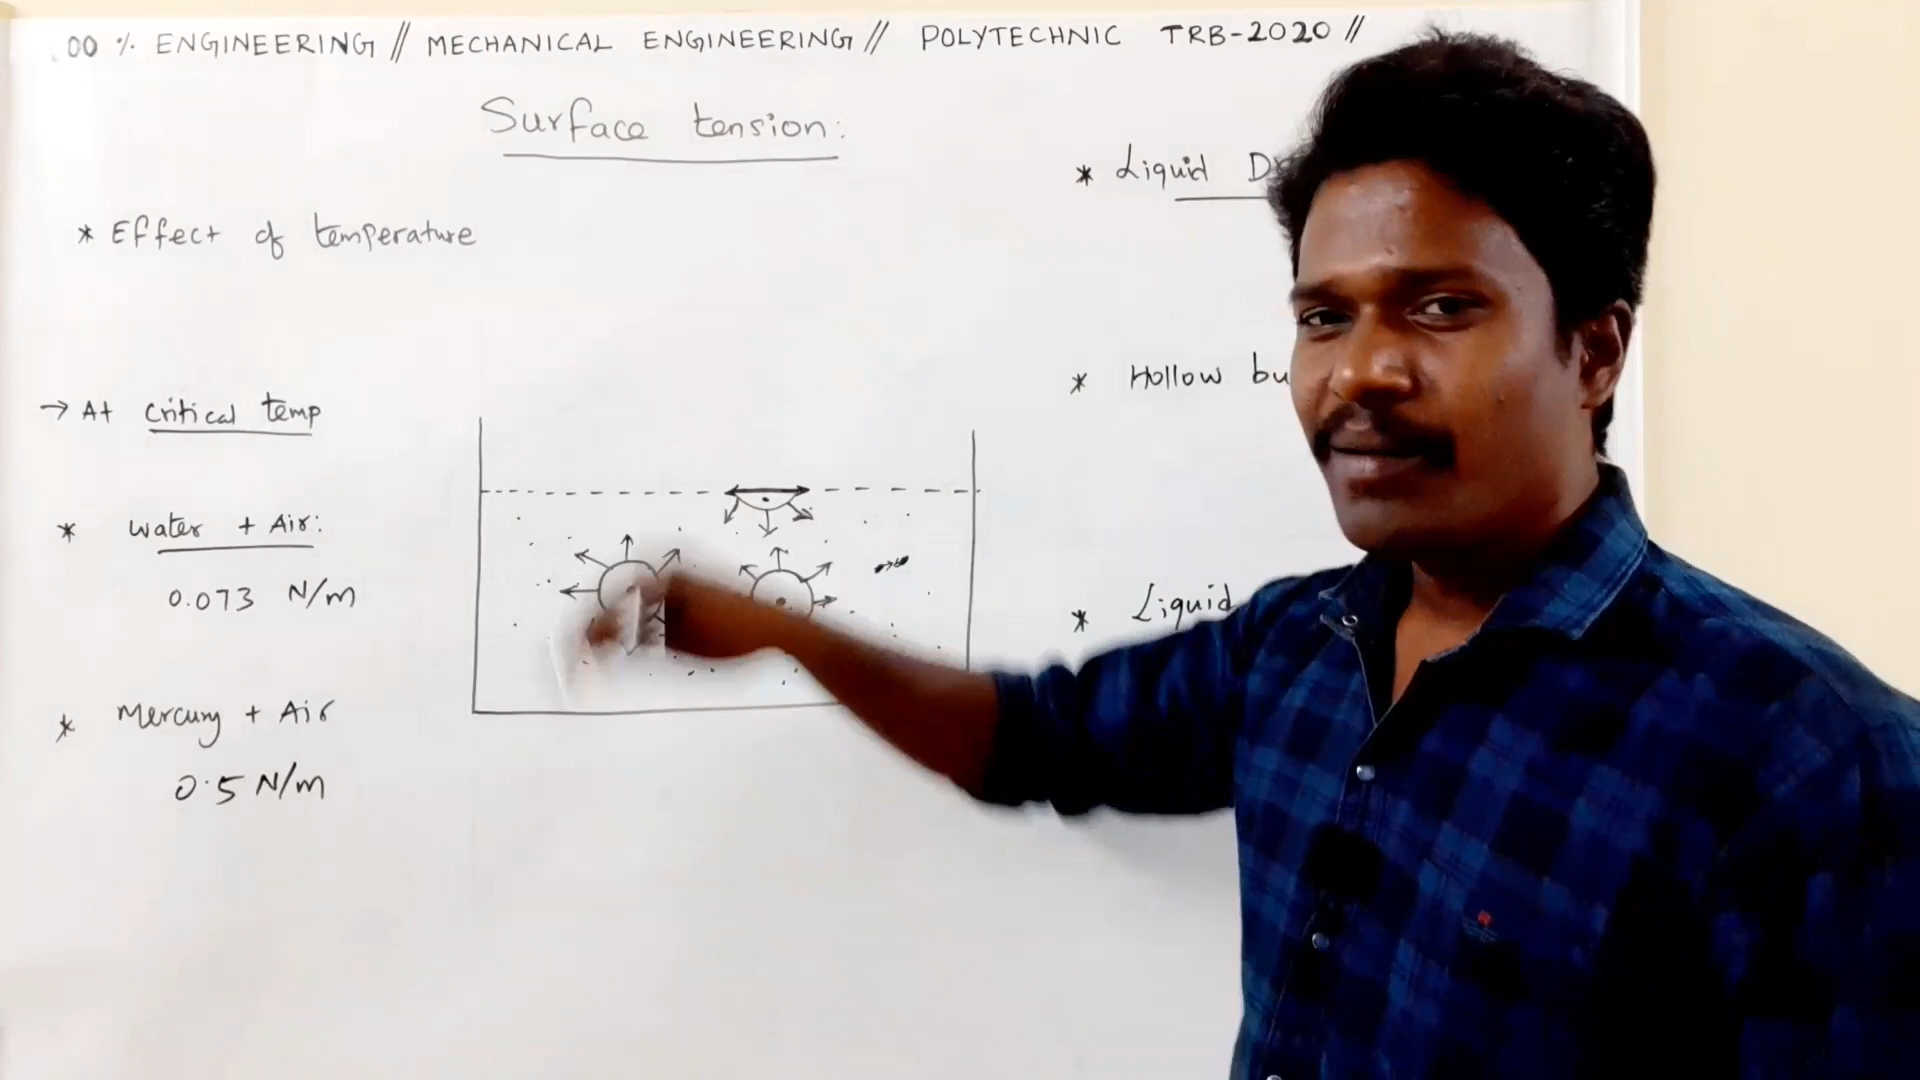 00 % ENGINEERING // MECHANICAL ENGINEERING // POLYTECHNIC TRB-2020 //
Surface tension:
* Effect of temperature
→ At critical temp
* water + Air:
0.073 N/m
* Mercury + Air
0.5 N/m
* Liquid
* Hollow
* Liquid